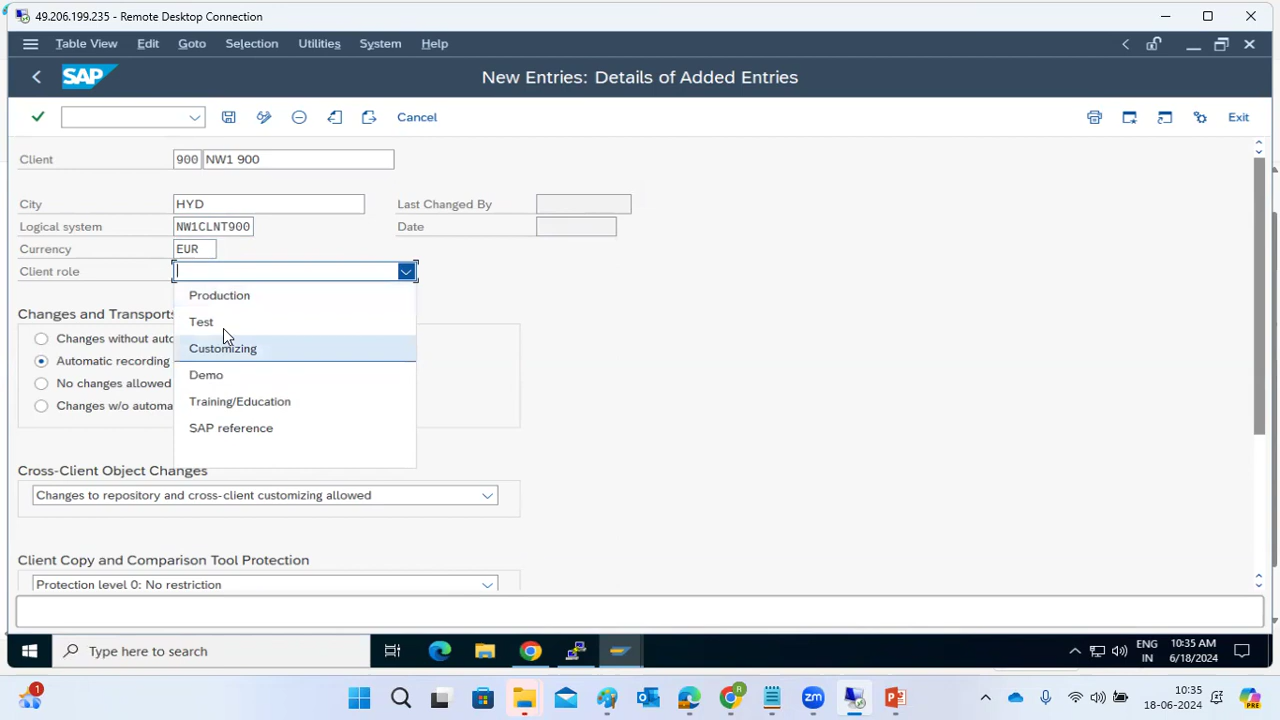 49.206.199.235 - Remote Desktop Connection
Table View Edit Goto Selection Utilities System Help
SAP New Entries: Details of Added Entries
Cancel Exit
Client 900 NW1 900
City HYD Last Changed By
Logical system NW1CLNT900 Date
Currency EUR
Client role
Production
Changes and Transports
Test
Changes without auto
Customizing
Automatic recording
Demo
No changes allowed
Training/Education
Changes w/o automa
SAP reference
Cross-Client Object Changes
Changes to repository and cross-client customizing allowed
Client Copy and Comparison Tool Protection
Protection level 0: No restriction
Type here to search
ENG
IN
10:35 AM
6/18/2024
1
zm
PRE
10:35
18-06-2024